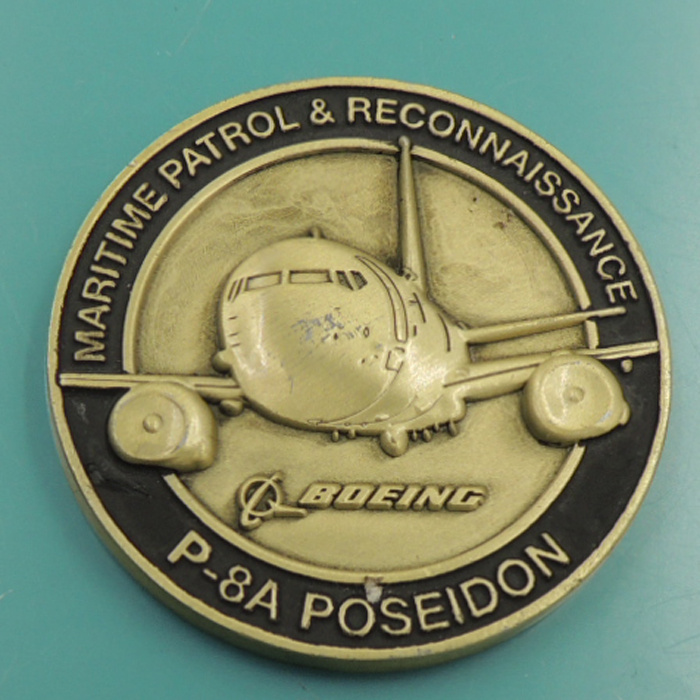 MARITIME PATROL & RECONNAISSANCE
BOEING
P-8A POSEIDON